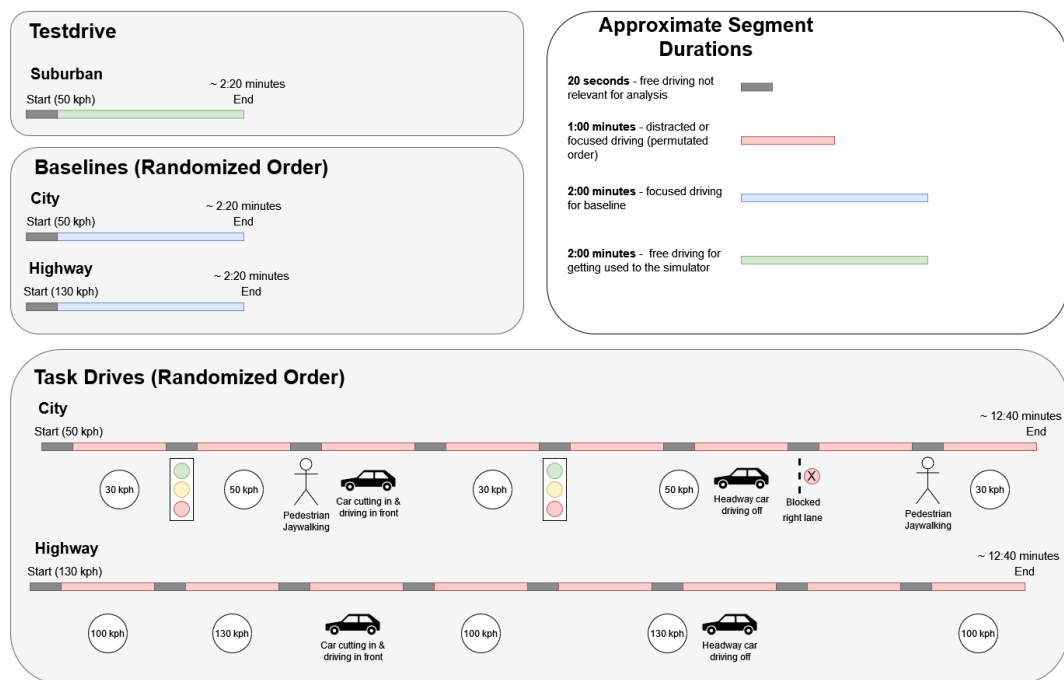 Testdrive
Suburban
Start (50 kph)
~ 2:20 minutes
End
Baselines (Randomized Order)
City
Start (50 kph)
~ 2:20 minutes
End
Highway
Start (130 kph)
~ 2:20 minutes
End
Approximate Segment
Durations
20 seconds - free driving not
relevant for analysis
1:00 minutes - distracted or
focused driving (permutated
order)
2:00 minutes - focused driving
for baseline
2:00 minutes - free driving for
getting used to the simulator
Task Drives (Randomized Order)
City
Start (50 kph)
~ 12:40 minutes
End
30 kph
50 kph
Pedestrian
Jaywalking
Car cutting in &
driving in front
30 kph
50 kph
Headway car
driving off
X
Blocked
right lane
Pedestrian
Jaywalking
30 kph
Highway
Start (130 kph)
~ 12:40 minutes
End
100 kph
130 kph
Car cutting in &
driving in front
100 kph
130 kph
Headway car
driving off
100 kph